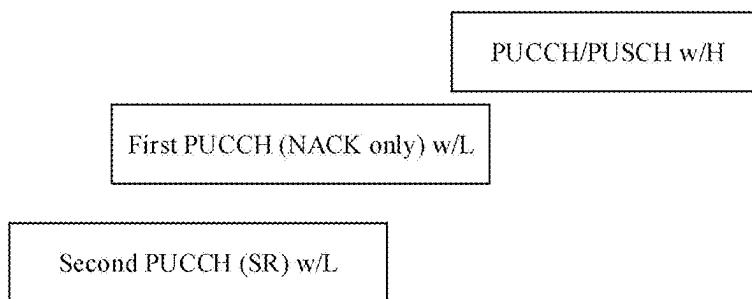 PUCCH/PUSCH w/H
First PUCCH (NACK only) w/L
Second PUCCH (SR) w/L